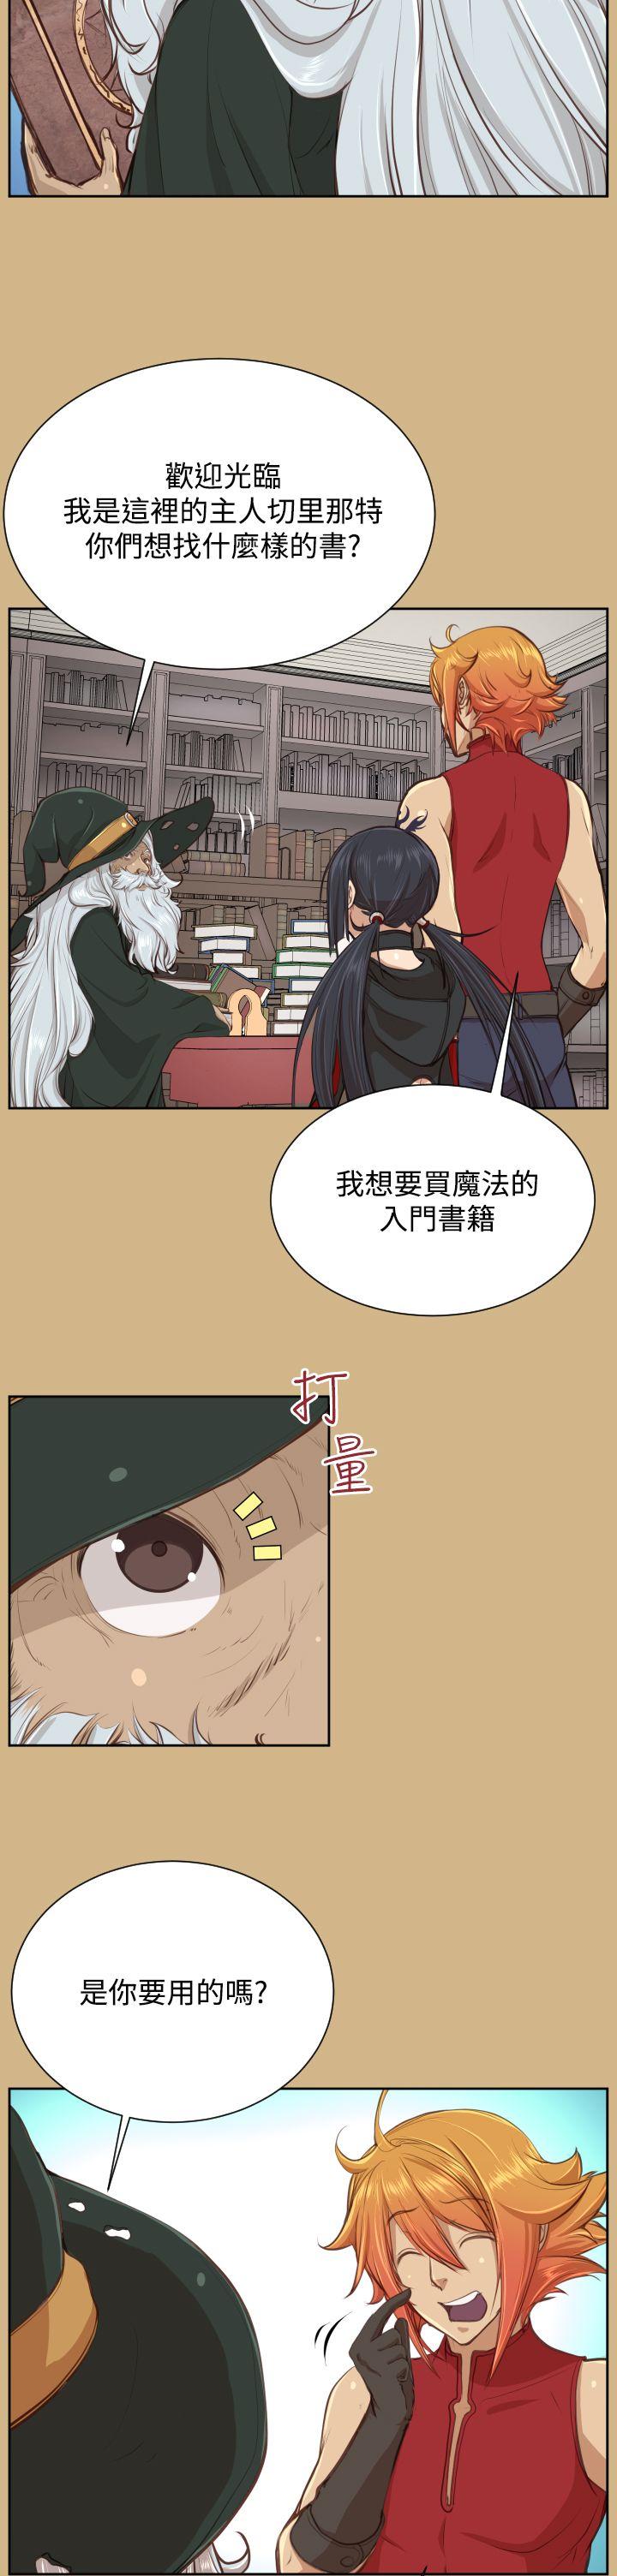 歡迎光臨
我是這裡的主人切里那特
你們想找什麼樣的書?
我想要買魔法的
入門書籍
打
量
是你要用的嗎?